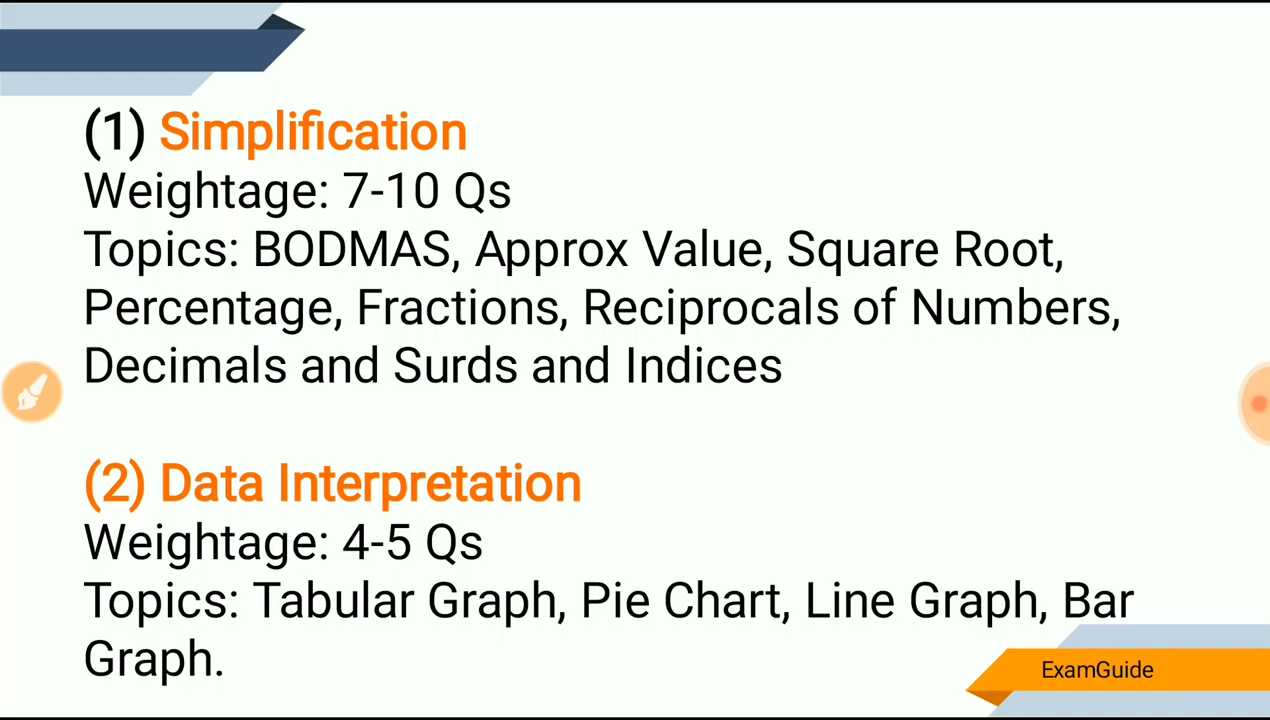 (1) Simplification
Weightage: 7-10 Qs
Topics: BODMAS, Approx Value, Square Root,
Percentage, Fractions, Reciprocals of Numbers,
Decimals and Surds and Indices
(2) Data Interpretation
Weightage: 4-5 Qs
Topics: Tabular Graph, Pie Chart, Line Graph, Bar
Graph.
ExamGuide